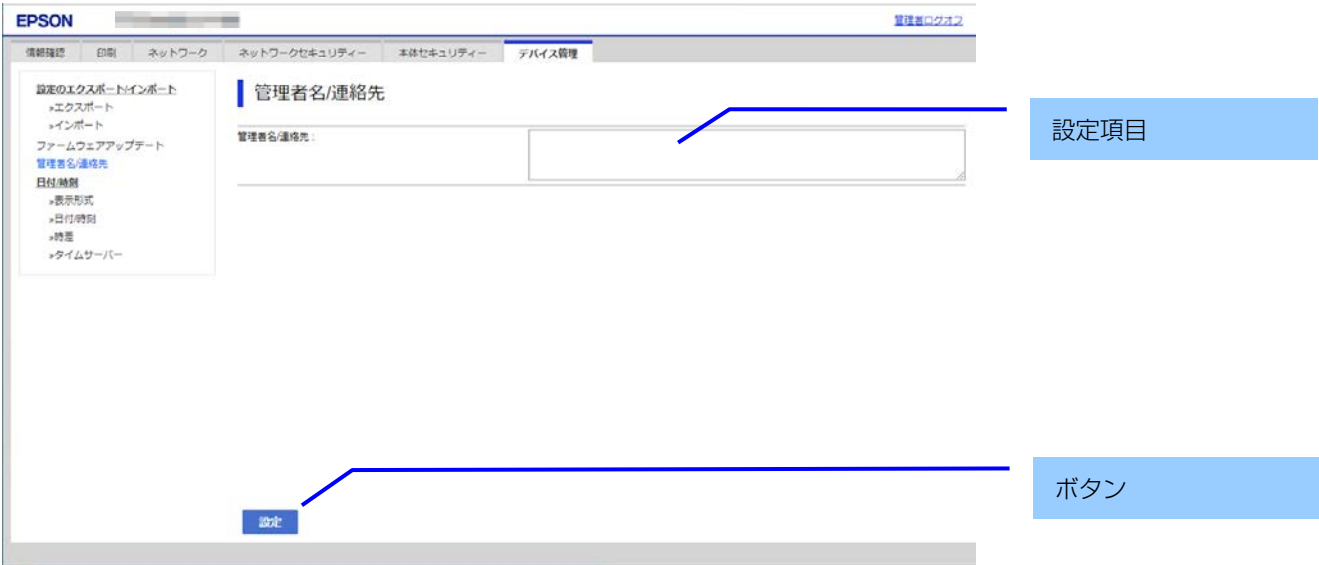 EPSON
管理者ログオフ
情報確認 印刷 ネットワーク ネットワークセキュリティー 本体セキュリティー デバイス管理
設定のエクスポート/インポート
»エクスポート
»インポート
ファームウェアアップデート
管理者名/連絡先
日付/時刻
»表示形式
»日付/時刻
»時差
»タイムサーバー
管理者名/連絡先
管理者名/連絡先 :
設定
設定項目
ボタン